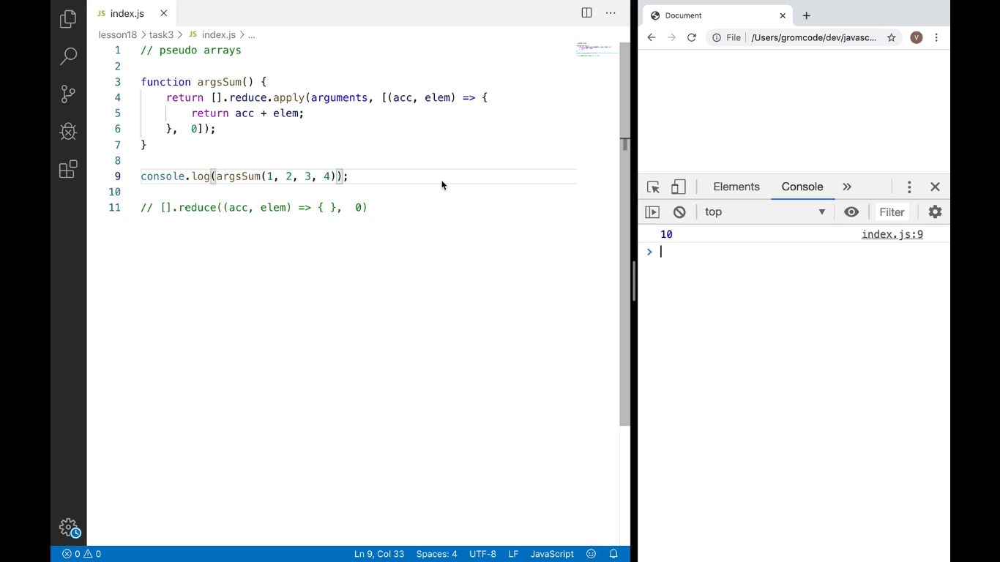 JS index.js
lesson18 > task3 > JS index.js > ...
1 // pseudo arrays
2
3 function argsSum() {
4 return [].reduce.apply(arguments, [(acc, elem) => {
5 return acc + elem;
6 }, 0]);
7 }
8
9 console.log(argsSum(1, 2, 3, 4));
10
11 // [].reduce((acc, elem) => { }, 0)
0 0
Ln 9, Col 33 Spaces: 4 UTF-8 LF JavaScript
Document
File | /Users/gromcode/dev/javasc... V
Elements Console »
top Filter
10 index.js:9
>